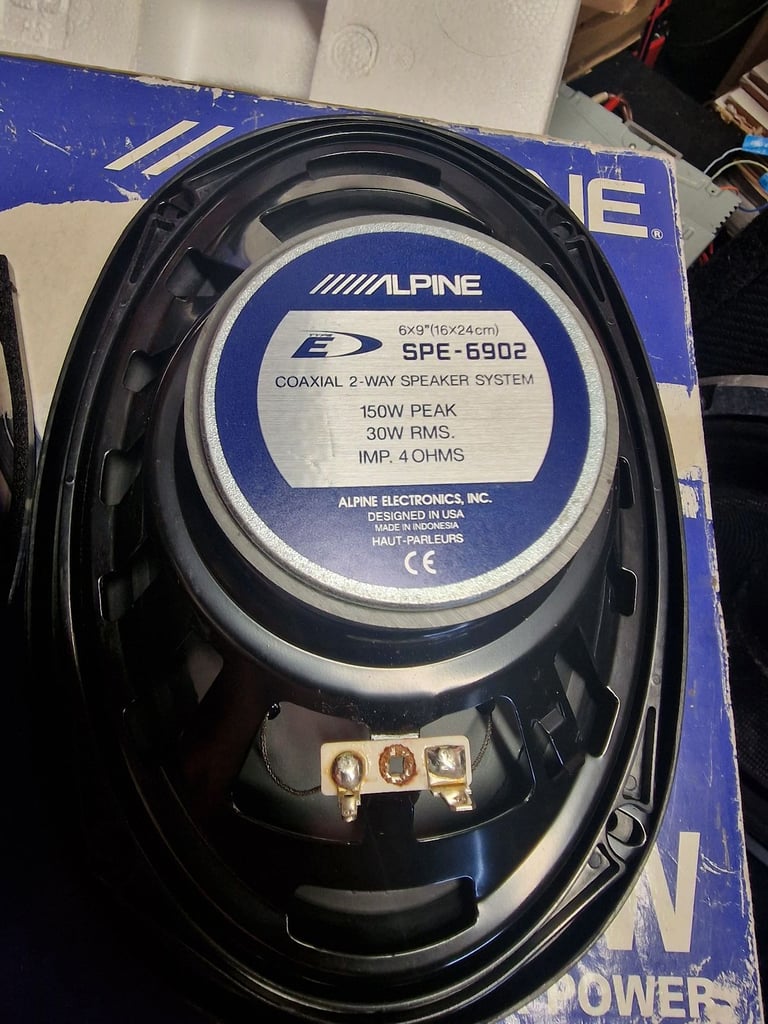 NE®
/////ALPINE
TYPE E
6x9"(16x24cm)
SPE-6902
COAXIAL 2-WAY SPEAKER SYSTEM
150W PEAK
30W RMS.
IMP. 4 OHMS
ALPINE ELECTRONICS, INC.
DESIGNED IN USA
MADE IN INDONESIA
HAUT-PARLEURS
CE
W
POWER